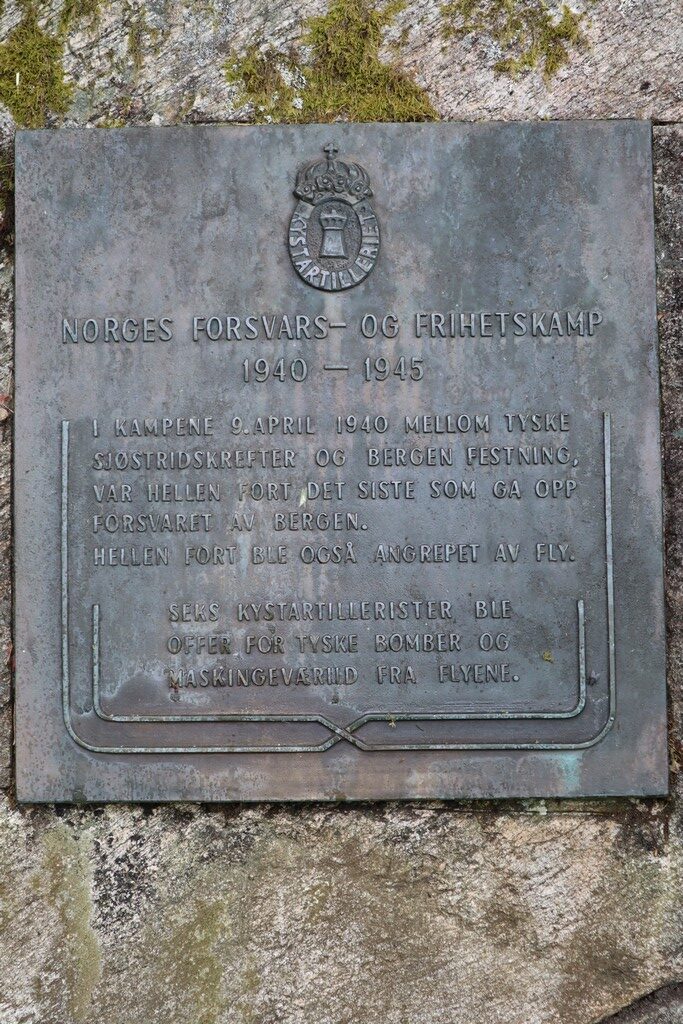 KYSTARTILLERIET
NORGES FORSVARS- OG FRIHETSKAMP
1940 — 1945
I KAMPENE 9. APRIL 1940 MELLOM TYSKE
SJØSTRIDSKREFTER OG BERGEN FESTNING,
VAR HELLEN FORT DET SISTE SOM GA OPP
FORSVARET AV BERGEN.
HELLEN FORT BLE OGSÅ ANGREPET AV FLY.
SEKS KYSTARTILLERISTER BLE
OFFER FOR TYSKE BOMBER OG
MASKINGEVÆRIID FRA FLYENE.